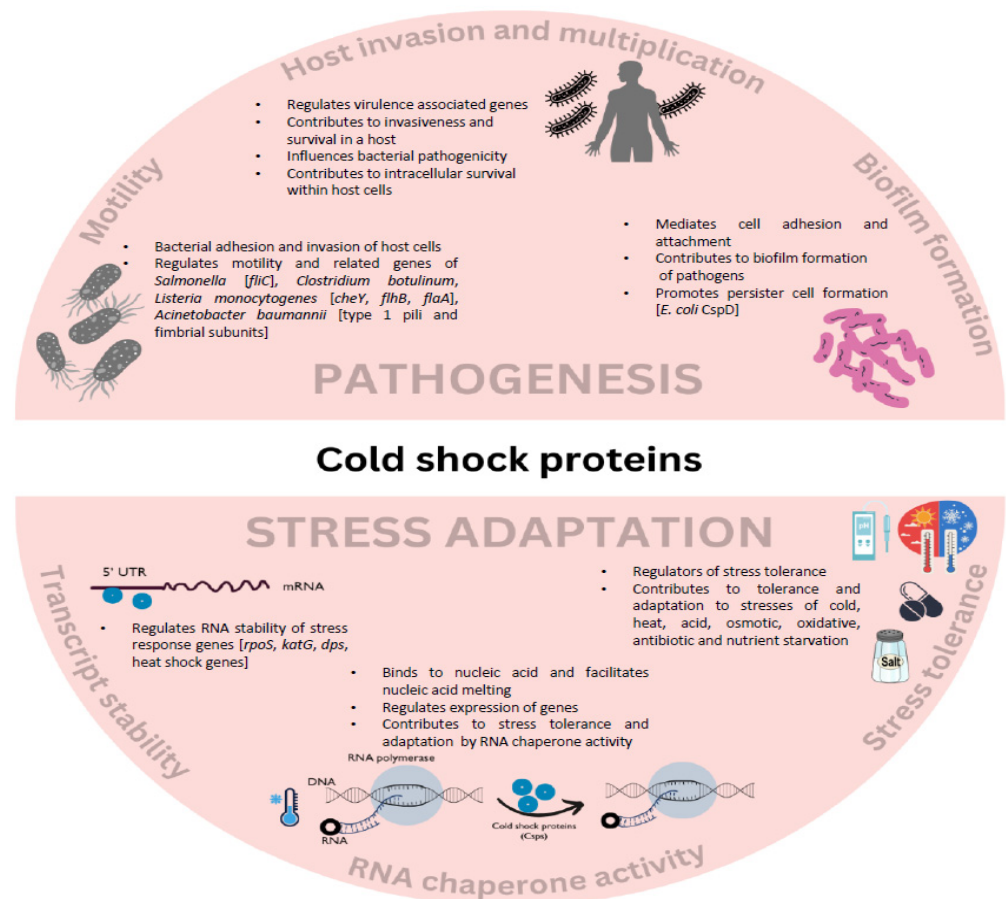 Host invasion and multiplication
• Regulates virulence associated genes
• Contributes to invasiveness and
survival in a host
• Influences bacterial pathogenicity
• Contributes to intracellular survival
within host cells
Motility
• Bacterial adhesion and invasion of host cells
• Regulates motility and related genes of
Salmonella [fliC], Clostridium botulinum,
Listeria monocytogenes [cheY, flhB, flaA],
Acinetobacter baumannii [type 1 pili and
fimbrial subunits]
Biofilm formation
• Mediates cell adhesion and
attachment
• Contributes to biofilm formation
of pathogens
• Promotes persister cell formation
[E. coli CspD]
PATHOGENESIS
Cold shock proteins
STRESS ADAPTATION
pH
Transcript stability
5' UTR
mRNA
• Regulates RNA stability of stress
response genes [rpoS, katG, dps,
heat shock genes]
• Regulators of stress tolerance
• Contributes to tolerance and
adaptation to stresses of cold,
heat, acid, osmotic, oxidative,
antibiotic and nutrient starvation
Salt
Stress tolerance
• Binds to nucleic acid and facilitates
nucleic acid melting
• Regulates expression of genes
• Contributes to stress tolerance and
adaptation by RNA chaperone activity
RNA polymerase
DNA
RNA
Cold shock proteins
(Csps)
RNA chaperone activity